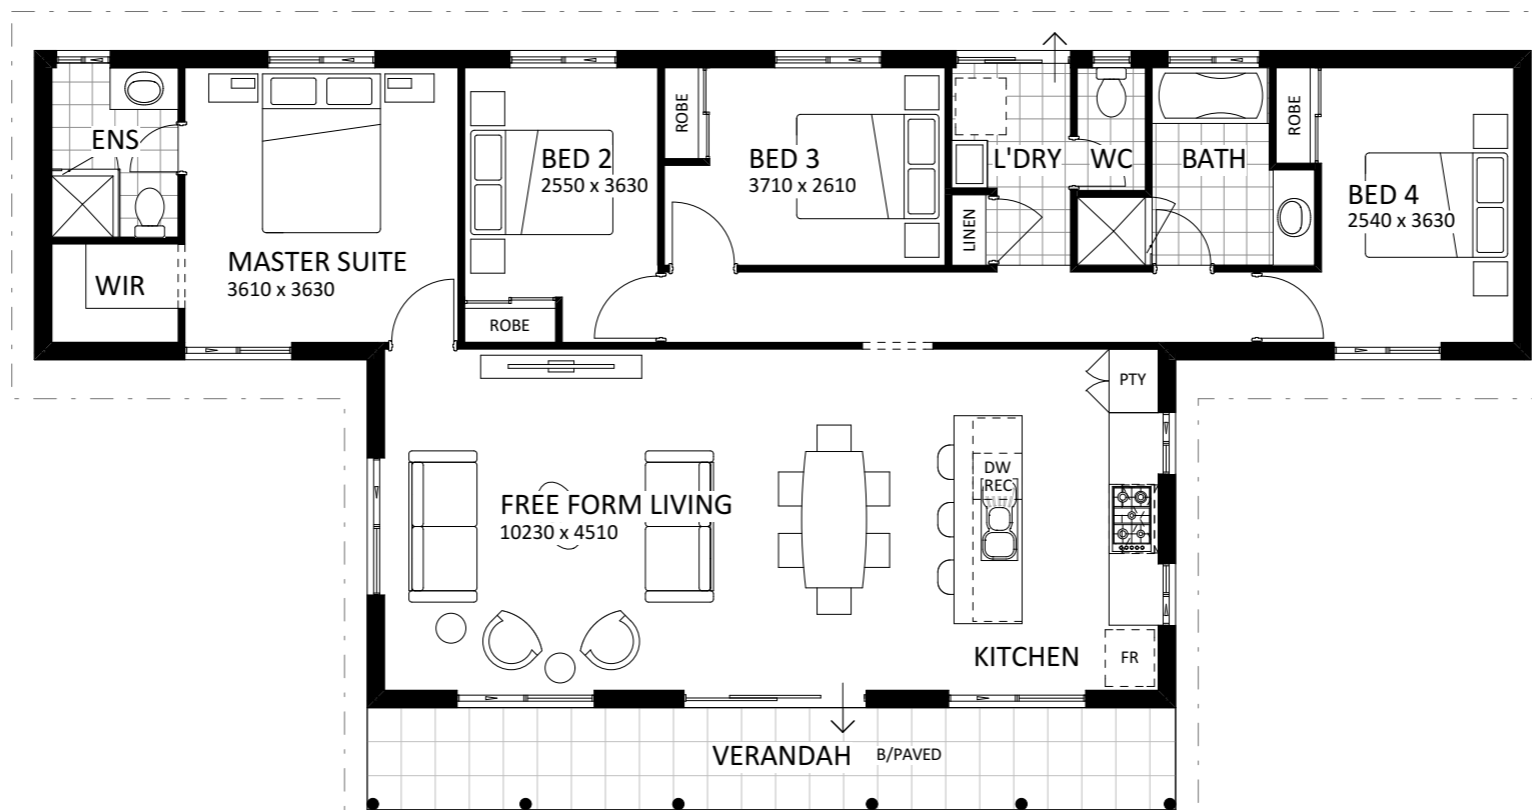 ENS
WIR
MASTER SUITE
3610 x 3630
BED 2
2550 x 3630
ROBE
ROBE
BED 3
3710 x 2610
L'DRY
LINEN
WC
BATH
ROBE
BED 4
2540 x 3630
PTY
DW
REC
FREE FORM LIVING
10230 x 4510
KITCHEN
FR
VERANDAH B/PAVED